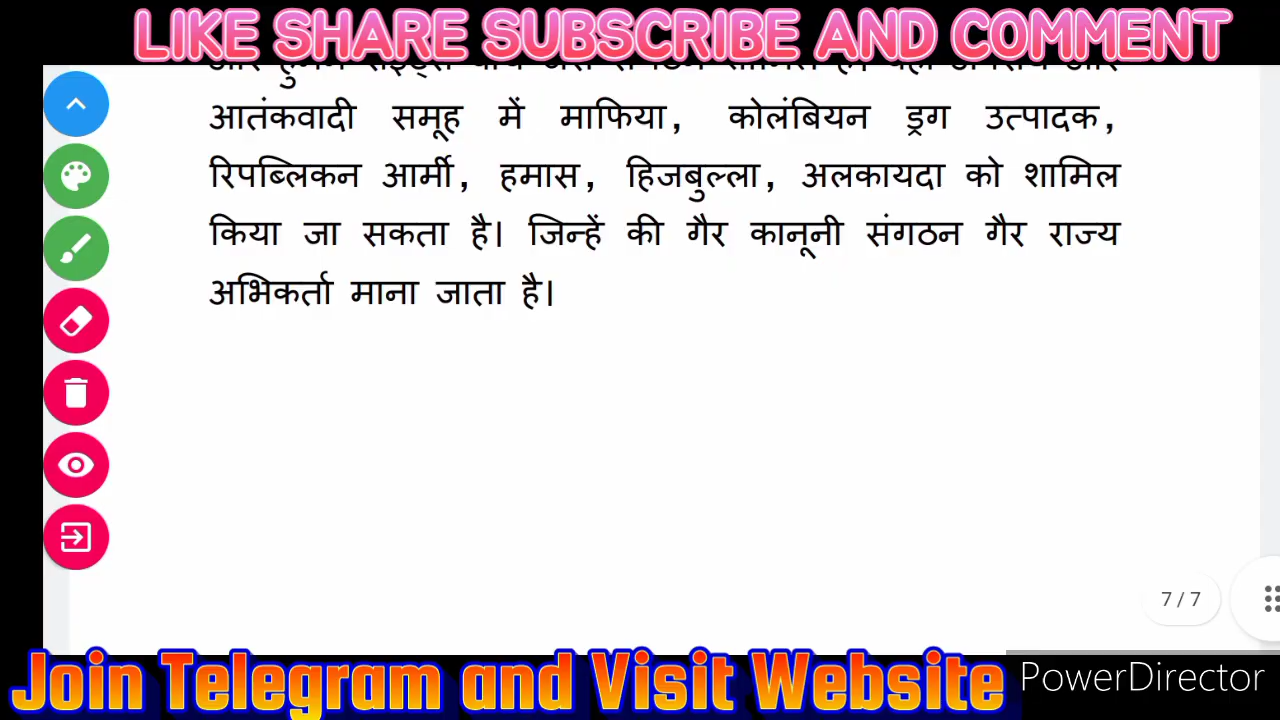 LIKE SHARE SUBSCRIBE AND COMMENT
आतंकवादी समूह में माफिया, कोलंबियन ड्रग उत्पादक,
रिपब्लिकन आर्मी, हमास, हिजबुल्ला, अलकायदा को शामिल
किया जा सकता है। जिन्हें की गैर कानूनी संगठन गैर राज्य
अभिकर्ता माना जाता है।
7 / 7
Join Telegram and Visit Website
PowerDirector